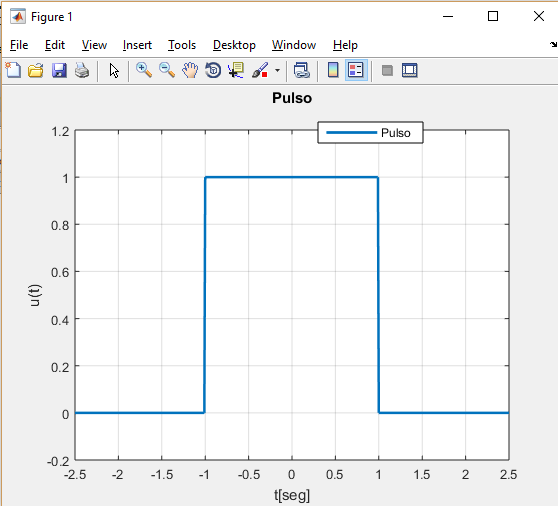 Figure 1
File Edit View Insert Tools Desktop Window Help
Pulso
Pulso
1.2
1
0.8
0.6
0.4
0.2
0
-0.2
u(t)
-2.5 -2 -1.5 -1 -0.5 0 0.5 1 1.5 2 2.5
t[seg]